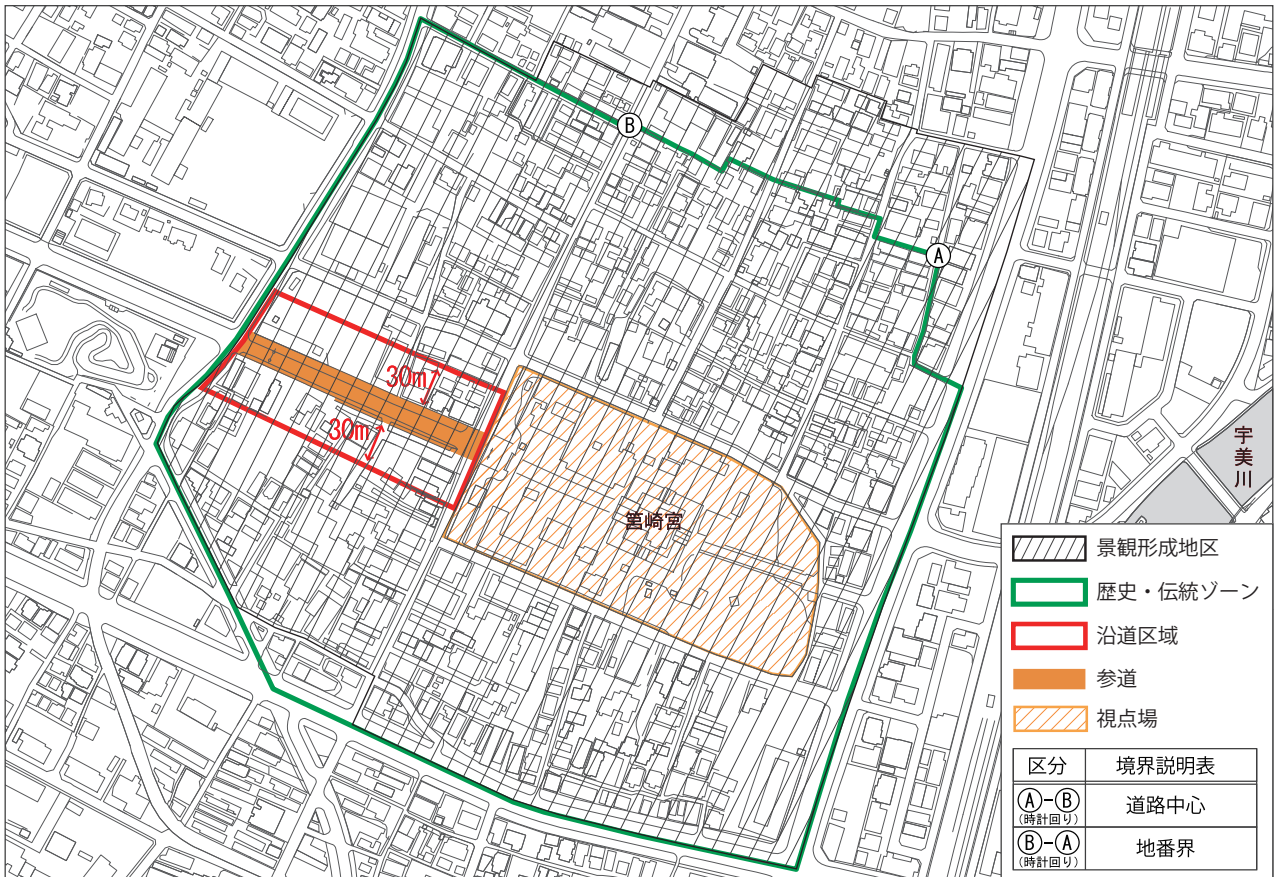 Ⓑ
Ⓐ
30m
30m
筥崎宮
宇美川
景観形成地区
歴史・伝統ゾーン
沿道区域
参道
視点場
区分 境界説明表
Ⓐ-Ⓑ 道路中心
(時計回り)
Ⓑ-Ⓐ 地番界
(時計回り)